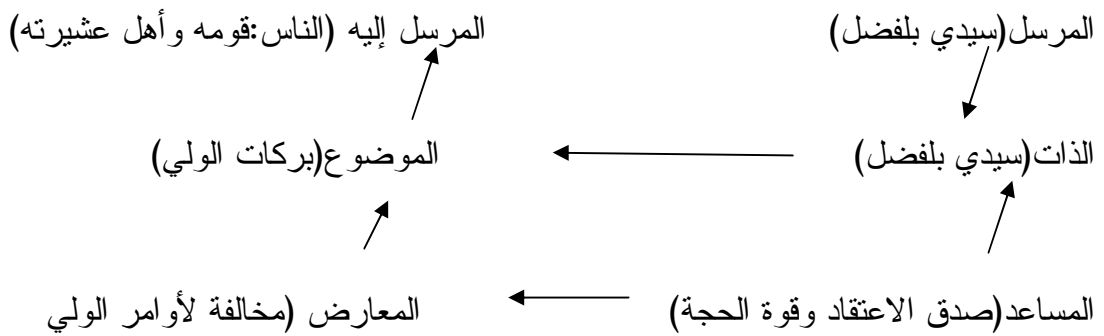 المرسل(سيدي بلفضل) المرسل إليه (الناس:قومه وأهل عشيرته)
الذات(سيدي بلفضل) الموضوع(بركات الولي)
المساعد(صدق الاعتقاد وقوة الحجة) المعارض (مخالفة لأوامر الولي